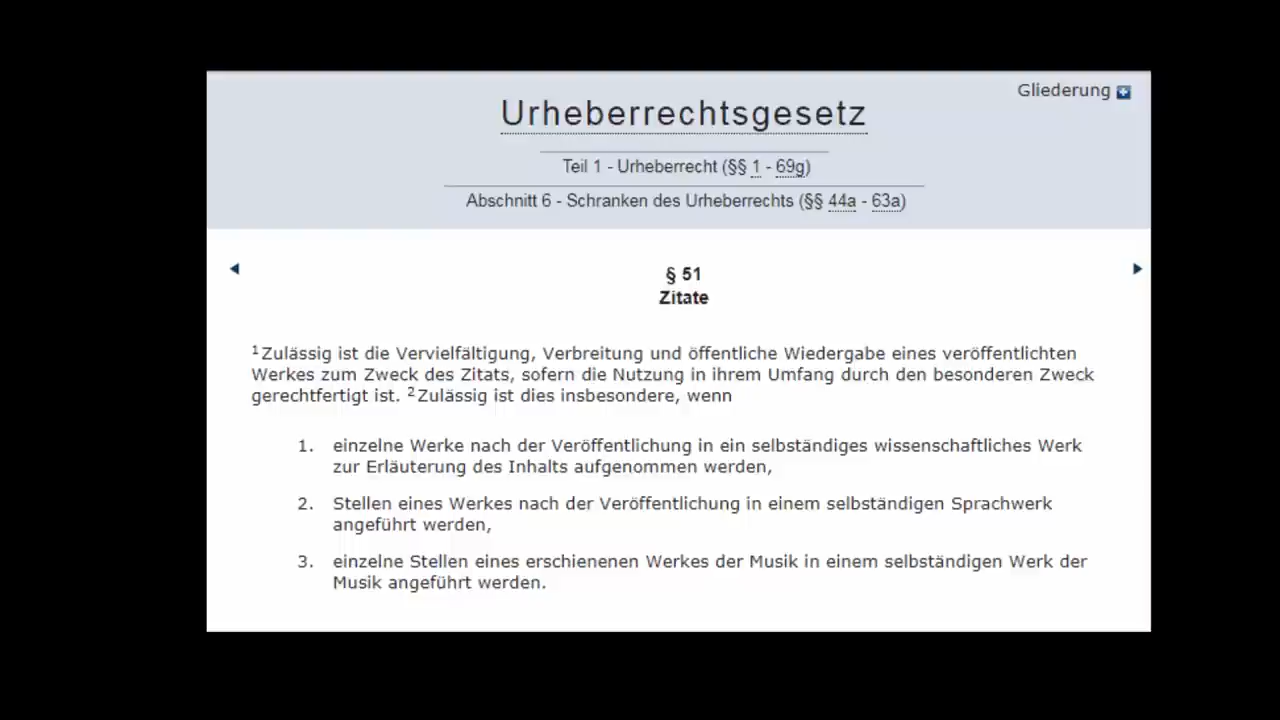 Gliederung
Urheberrechtsgesetz
Teil 1 - Urheberrecht (§§ 1 - 69g)
Abschnitt 6 - Schranken des Urheberrechts (§§ 44a - 63a)
§ 51
Zitate
¹Zulässig ist die Vervielfältigung, Verbreitung und öffentliche Wiedergabe eines veröffentlichten
Werkes zum Zweck des Zitats, sofern die Nutzung in ihrem Umfang durch den besonderen Zweck
gerechtfertigt ist. ²Zulässig ist dies insbesondere, wenn
1. einzelne Werke nach der Veröffentlichung in ein selbständiges wissenschaftliches Werk
zur Erläuterung des Inhalts aufgenommen werden,
2. Stellen eines Werkes nach der Veröffentlichung in einem selbständigen Sprachwerk
angeführt werden,
3. einzelne Stellen eines erschienenen Werkes der Musik in einem selbständigen Werk der
Musik angeführt werden.